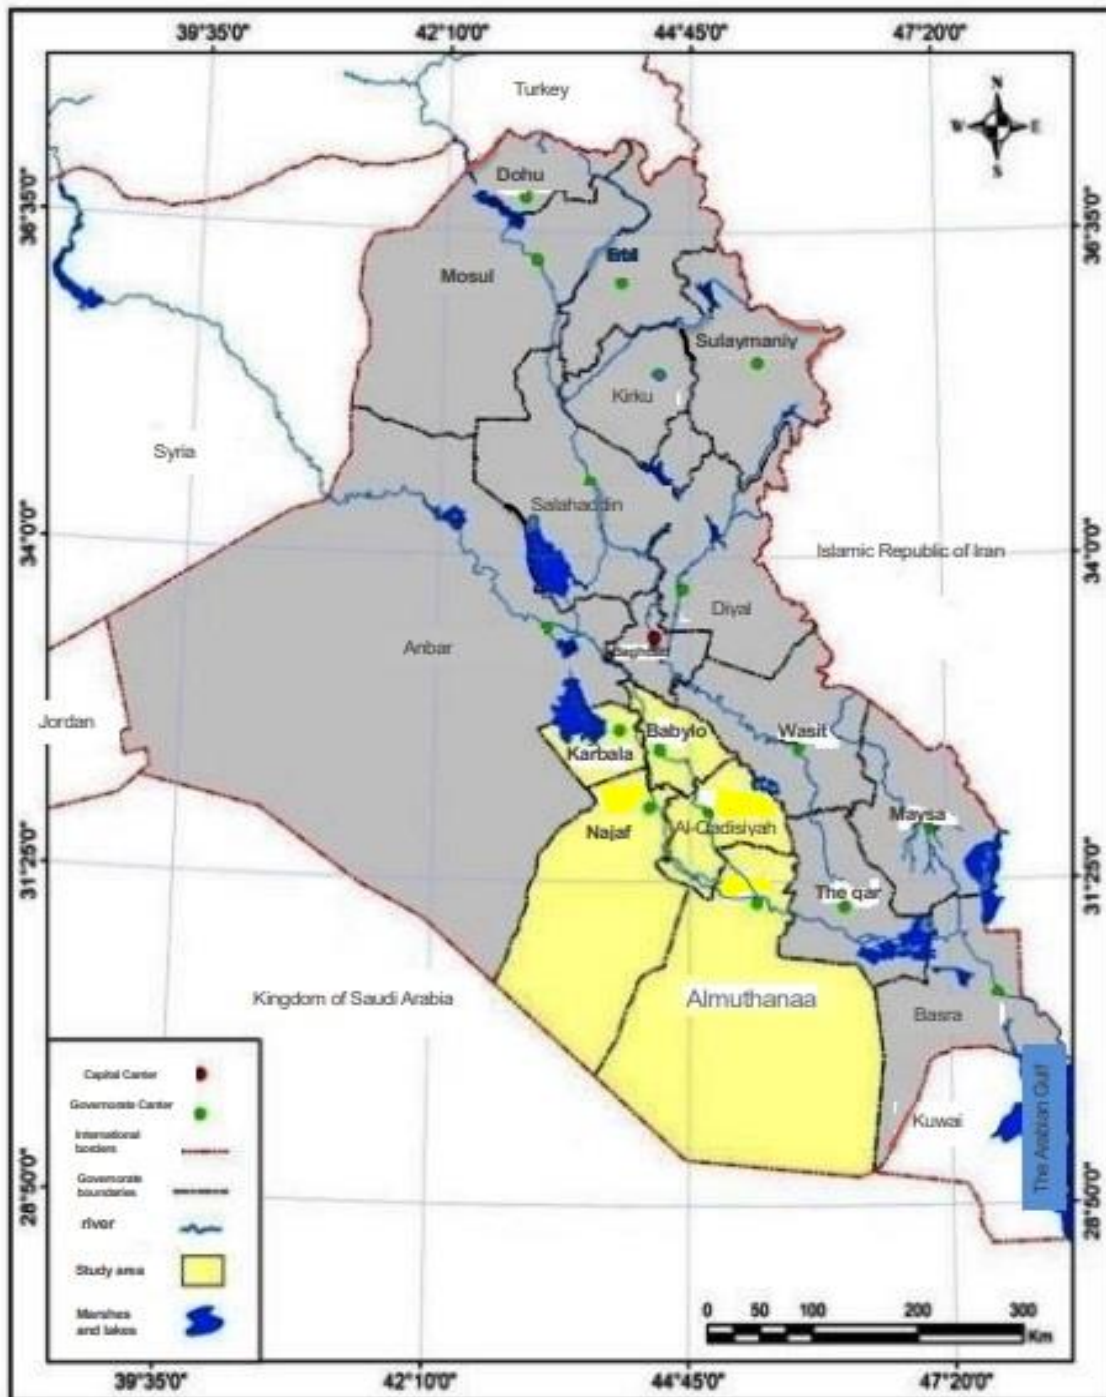 39°35'0"
42°10'0"
44°45'0"
47°20'0"
Turkey
N
W
E
S
Dohu
36°35'0"
36°35'0"
Erbil
Mosul
Sulaymaniy
Kirku
Syria
Salahaddin
34°0'0"
34°0'0"
Islamic Republic of Iran
Diyal
Anbar
Baghdad
Jordan
Karbala
Babylo
Wasit
Najaf
Al-Qadisiyah
Maysa
31°25'0"
31°25'0"
The qar
Kingdom of Saudi Arabia
Almuthanaa
Basra
Kuwai
The Arabian Gulf
28°50'0"
28°50'0"
Capital Canter
Governorate Canter
International
borders
Governorate
boundaries
river
Study area
Marshes
and lakes
0 50 100 200 300
Km
39°35'0"
42°10'0"
44°45'0"
47°20'0"